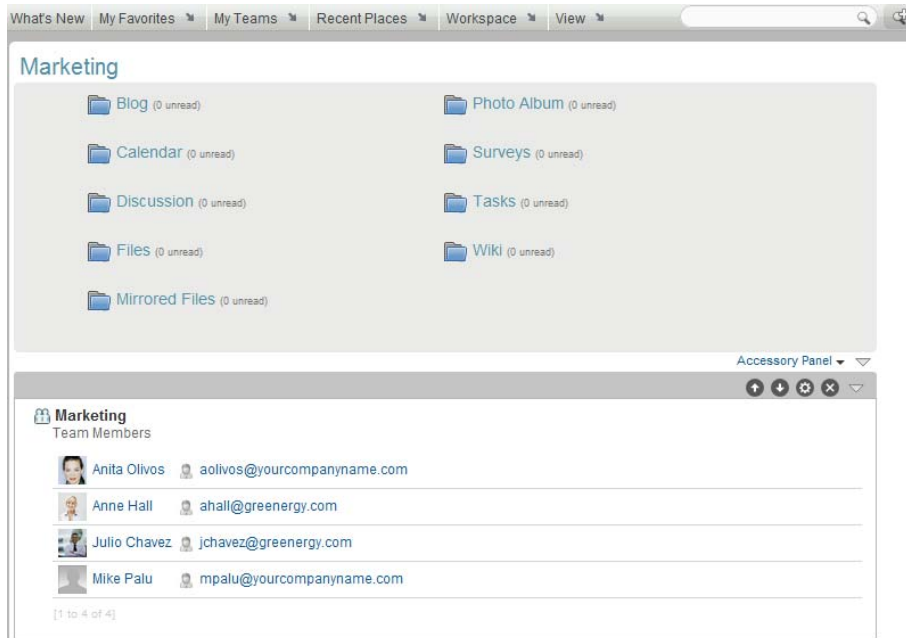 What's New My Favorites My Teams Recent Places Workspace View
Marketing
Blog (0 unread) Photo Album (0 unread)
Calendar (0 unread) Surveys (0 unread)
Discussion (0 unread) Tasks (0 unread)
Files (0 unread) Wiki (0 unread)
Mirrored Files (0 unread)
Accessory Panel
Marketing
Team Members
Anita Olivos aolivos@yourcompanyname.com
Anne Hall ahall@greenergy.com
Julio Chavez jchavez@greenergy.com
Mike Palu mpalu@yourcompanyname.com
[1 to 4 of 4]